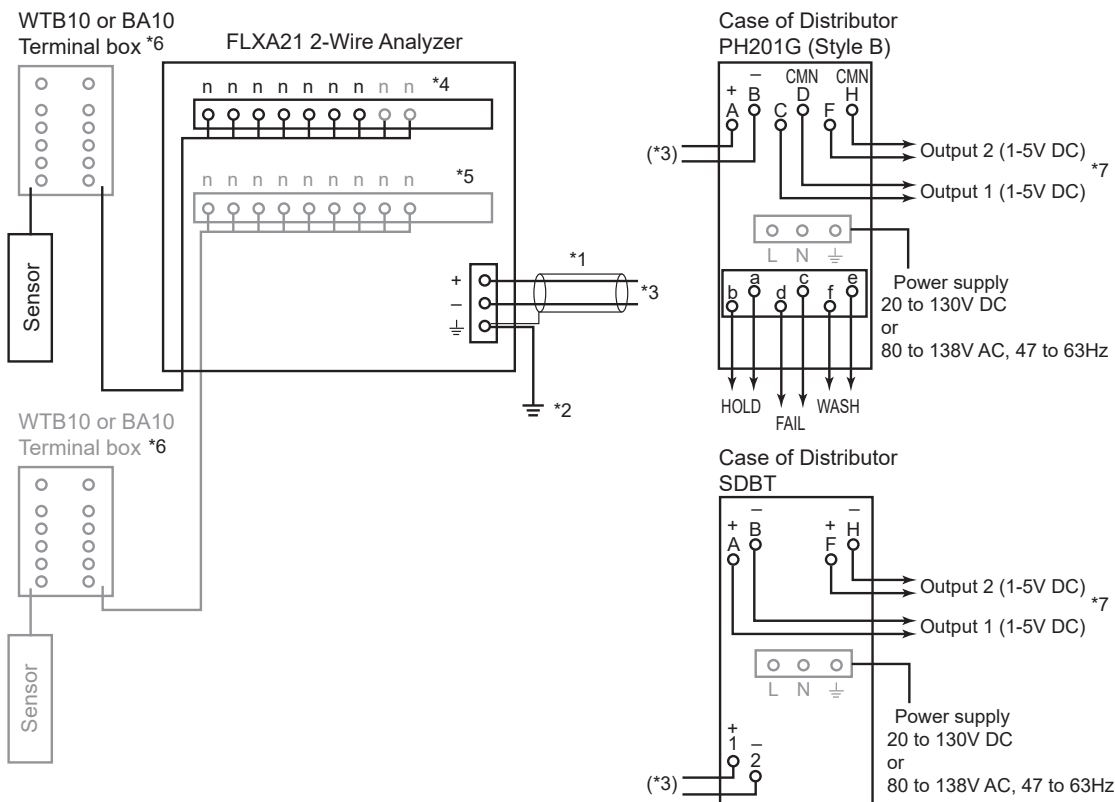 WTB10 or BA10
Terminal box *6
FLXA21 2-Wire Analyzer
n n n n n n n n n *4
n n n n n n n n n *5
Sensor
+
*1
–
*3
*2
WTB10 or BA10
Terminal box *6
Sensor
Case of Distributor
PH201G (Style B)
– CMN CMN
+ B D H
A C F
(*3)
Output 2 (1-5V DC)
*7
Output 1 (1-5V DC)
L N
Power supply
20 to 130V DC
or
80 to 138V AC, 47 to 63Hz
a c e
b d f
HOLD WASH
FAIL
Case of Distributor
SDBT
– –
+ B + H
A F
Output 2 (1-5V DC)
*7
Output 1 (1-5V DC)
L N
Power supply
20 to 130V DC
or
80 to 138V AC, 47 to 63Hz
+
1 –
2
(*3)